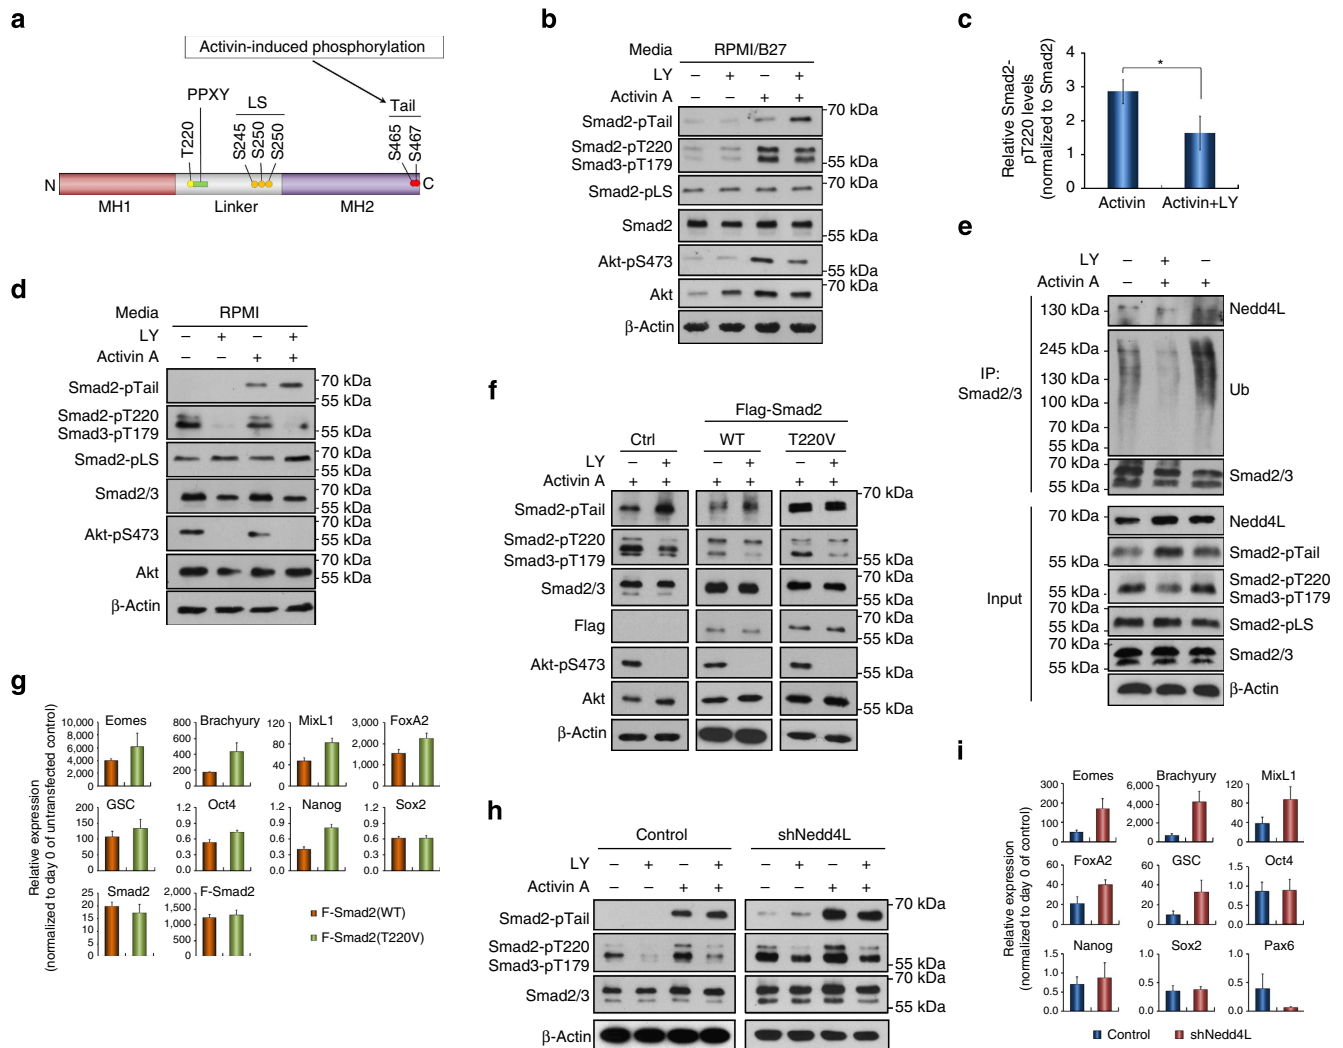 a
Activin-induced phosphorylation
PPXY
LS
Tail
T220
S245
S250
S250
S465
S467
N
C
MH1
Linker
MH2
b
Media
RPMI/B27
LY
– + – +
Activin A
– – + +
Smad2-pTail
70 kDa
Smad2-pT220
Smad3-pT179
55 kDa
Smad2-pLS
70 kDa
Smad2
55 kDa
Akt-pS473
55 kDa
Akt
70 kDa
β-Actin
c
Relative Smad2-
pT220 levels
(normalized to Smad2)
4
3
2
1
0
*
Activin
Activin+LY
d
Media
RPMI
LY
– + – +
Activin A
– – + +
Smad2-pTail
70 kDa
55 kDa
Smad2-pT220
Smad3-pT179
55 kDa
Smad2-pLS
70 kDa
55 kDa
Smad2/3
70 kDa
55 kDa
Akt-pS473
70 kDa
55 kDa
Akt
70 kDa
55 kDa
β-Actin
e
LY
– + –
Activin A
– + +
IP:
Smad2/3
130 kDa
Nedd4L
245 kDa
130 kDa
100 kDa
70 kDa
55 kDa
Ub
70 kDa
55 kDa
Smad2/3
Input
70 kDa
Nedd4L
55 kDa
Smad2-pTail
55 kDa
Smad2-pT220
Smad3-pT179
70 kDa
55 kDa
Smad2-pLS
70 kDa
55 kDa
Smad2/3
β-Actin
f
Flag-Smad2
Ctrl
WT
T220V
LY
– + – + – +
Activin A
+ + + + + +
Smad2-pTail
70 kDa
Smad2-pT220
Smad3-pT179
55 kDa
Smad2/3
70 kDa
55 kDa
Flag
70 kDa
55 kDa
Akt-pS473
55 kDa
Akt
55 kDa
β-Actin
g
Relative expression
(normalized to day 0 of untransfected control)
Eomes
10,000
8,000
6,000
4,000
2,000
0
Brachyury
800
600
400
200
0
MixL1
120
80
40
0
FoxA2
3,000
2,000
1,000
0
GSC
200
150
100
50
0
Oct4
1.2
0.9
0.6
0.3
0.0
Nanog
1.2
0.9
0.6
0.3
0.0
Sox2
1.2
0.9
0.6
0.3
0.0
Smad2
25
20
15
10
5
0
F-Smad2
2,000
1,500
1,000
500
0
F-Smad2(WT)
F-Smad2(T220V)
h
Control
shNedd4L
LY
– + – + – + – +
Activin A
– – + + – – + +
Smad2-pTail
70 kDa
Smad2-pT220
Smad3-pT179
55 kDa
Smad2/3
70 kDa
55 kDa
β-Actin
i
Relative expression
(normalized to day 0 of control)
Eomes
300
200
100
0
Brachyury
6,000
4,000
2,000
0
MixL1
120
80
40
0
FoxA2
60
40
20
0
GSC
60
40
20
0
Oct4
1.5
1.0
0.5
0.0
Nanog
1.5
1.0
0.5
0.0
Sox2
1.0
0.5
0.0
Pax6
1.0
0.5
0.0
Control
shNedd4L